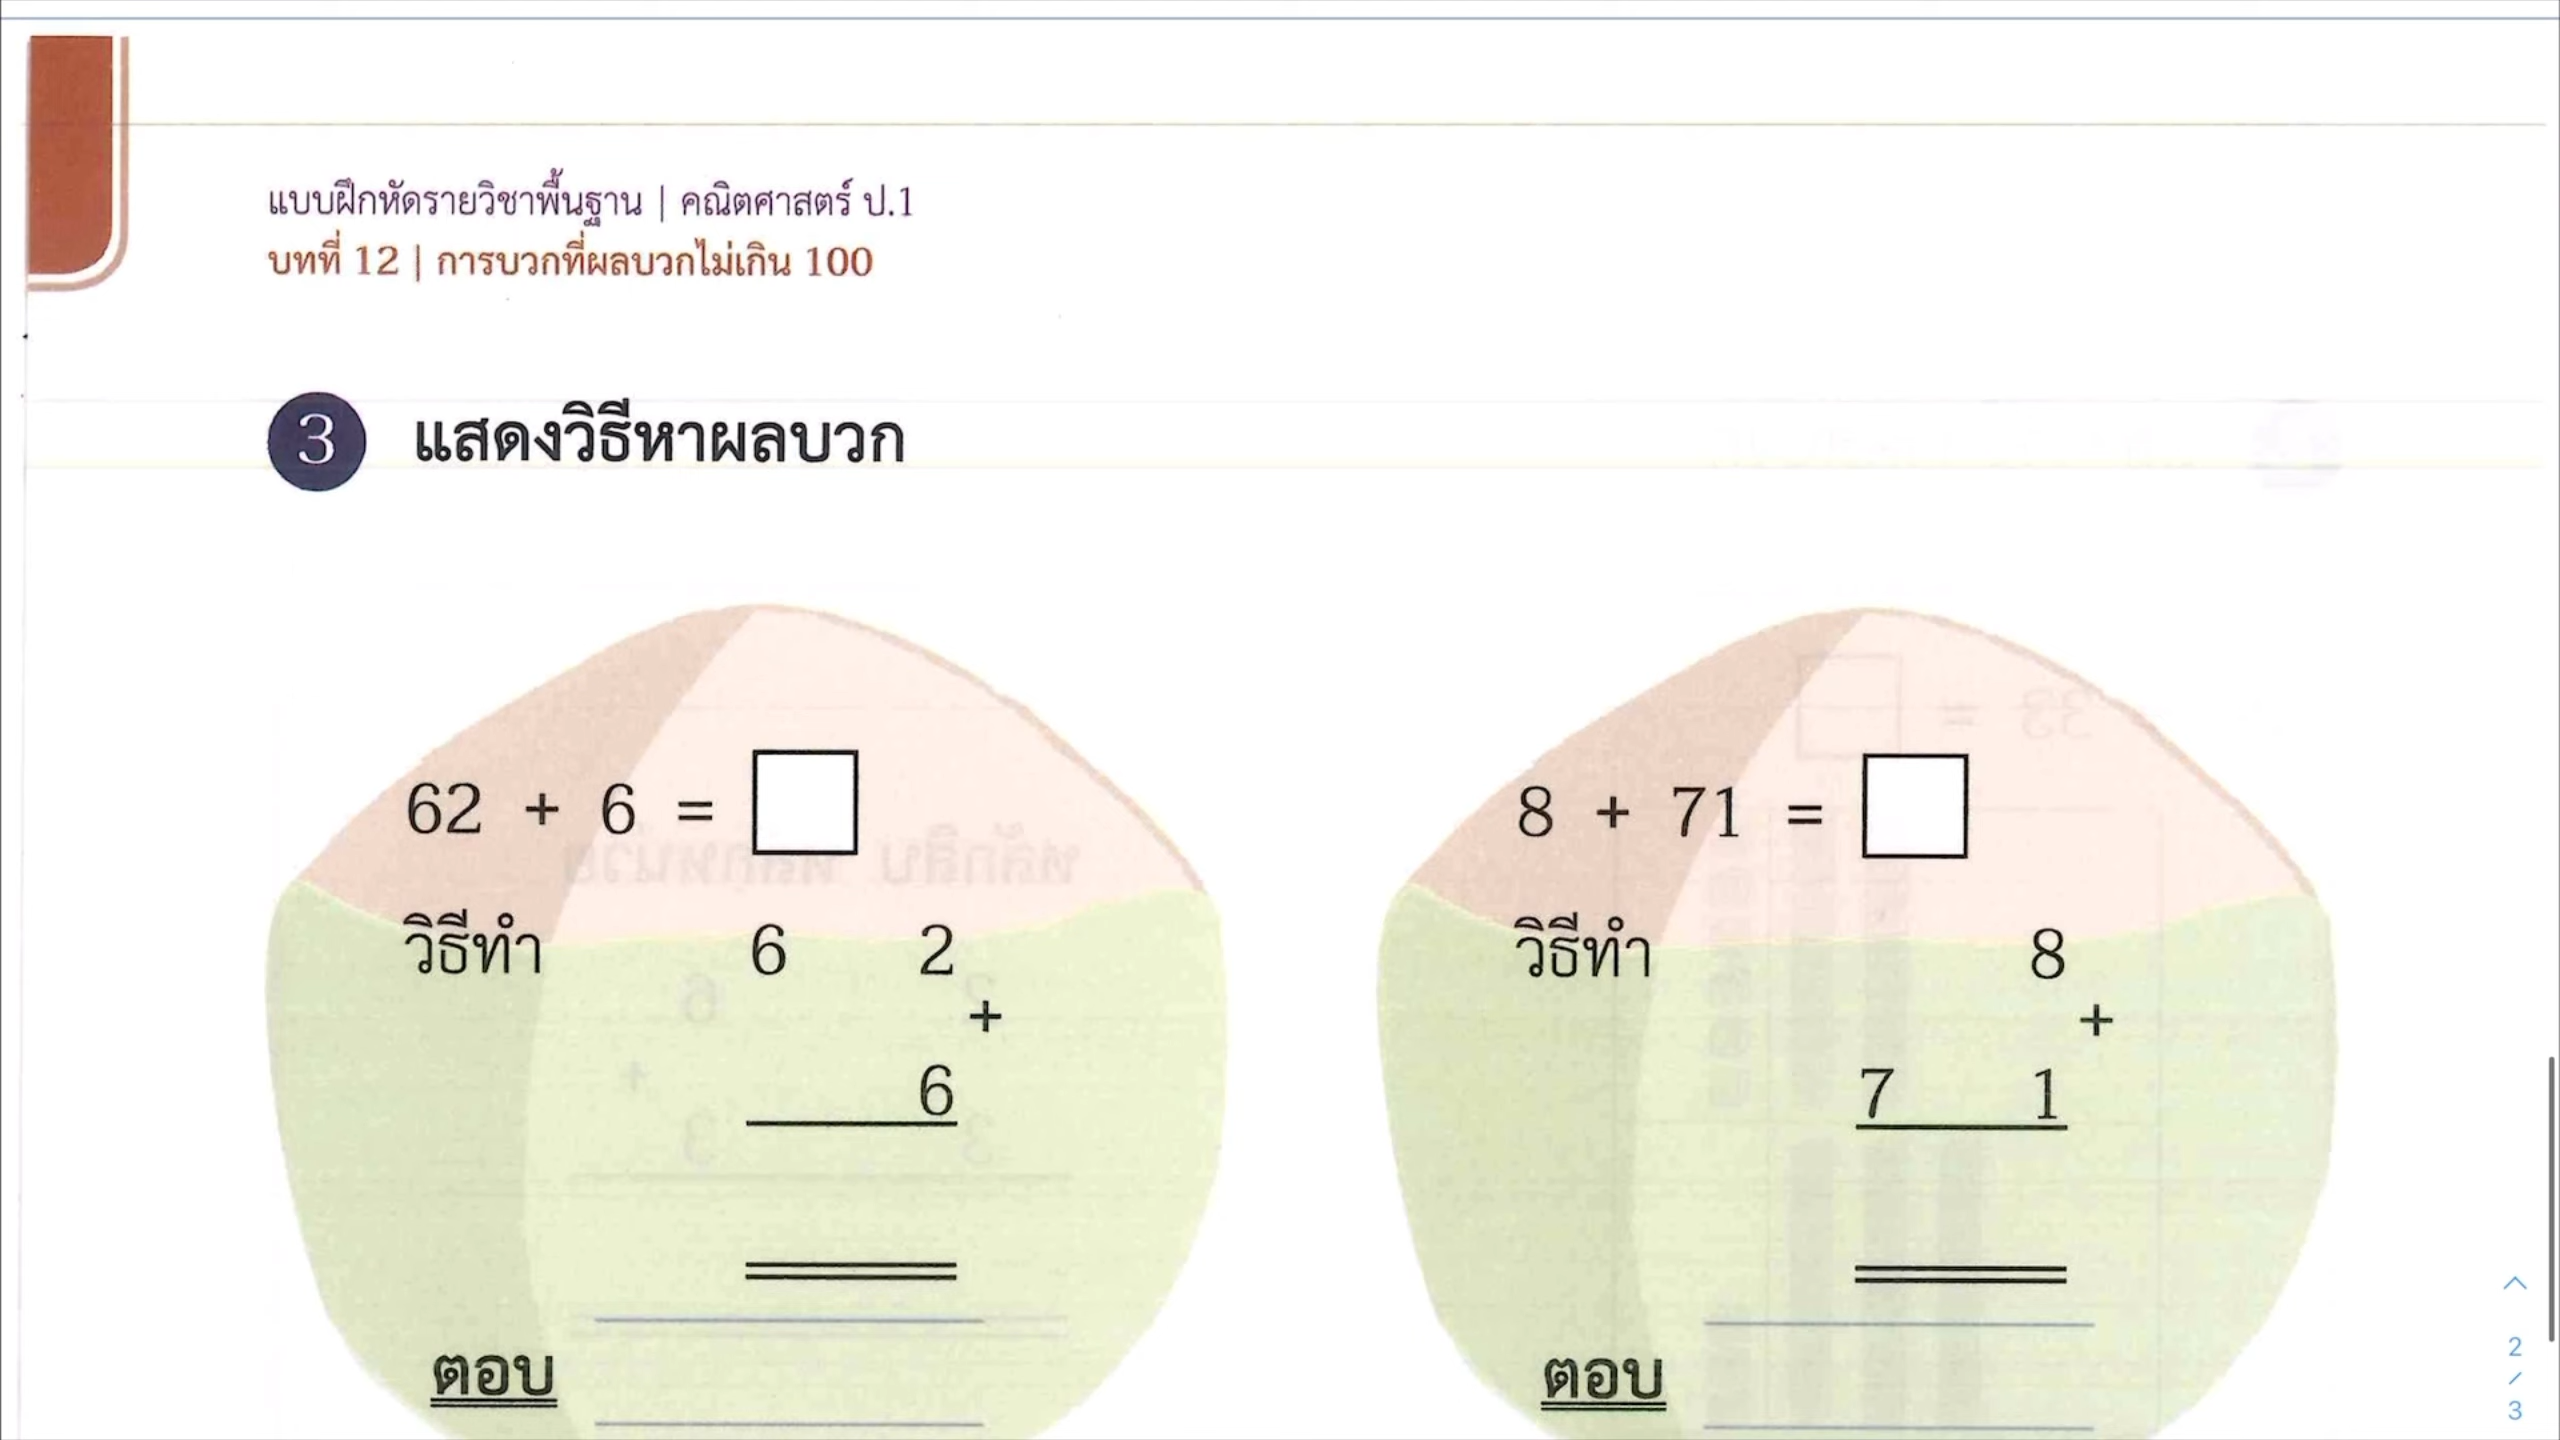 แบบฝึกหัดรายวิชาพื้นฐาน | คณิตศาสตร์ ป.1
บทที่ 12 | การบวกที่ผลบวกไม่เกิน 100
3 แสดงวิธีหาผลบวก
62 + 6 =
วิธีทำ 6 2
+
6
ตอบ
8 + 71 =
วิธีทำ 8
+
7 1
ตอบ
2
/
3